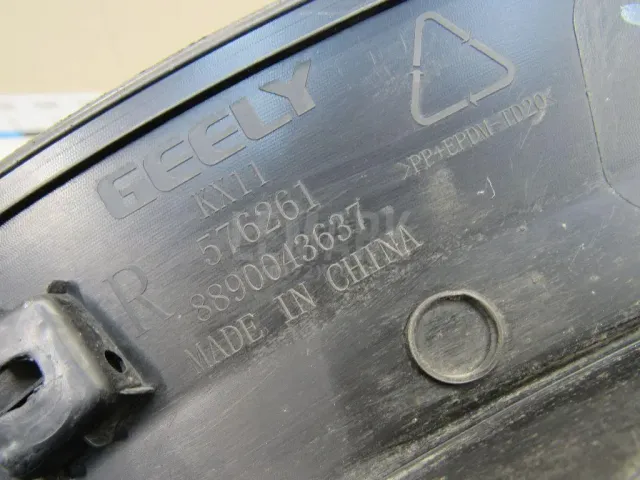 GEELY
KX11
576261
R 8890043637
MADE IN CHINA
>PP+EPDM-TD20<